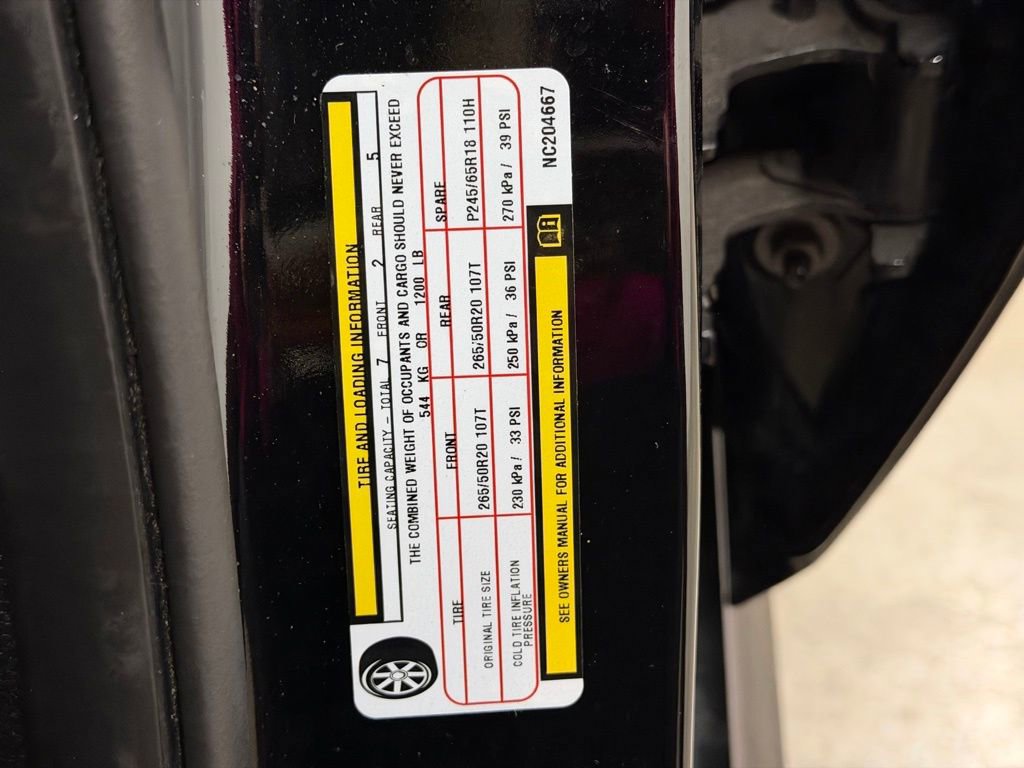 TIRE AND LOADING INFORMATION
SEATING CAPACITY - TOTAL 7 FRONT 2 REAR 5
THE COMBINED WEIGHT OF OCCUPANTS AND CARGO SHOULD NEVER EXCEED
544 KG OR 1200 LB
TIRE FRONT REAR SPARE
ORIGINAL TIRE SIZE 265/50R20 107T 265/50R20 107T P245/65R18 110H
COLD TIRE INFLATION PRESSURE 230 kPa / 33 PSI 250 kPa / 36 PSI 270 kPa / 39 PSI
SEE OWNERS MANUAL FOR ADDITIONAL INFORMATION
NC204667